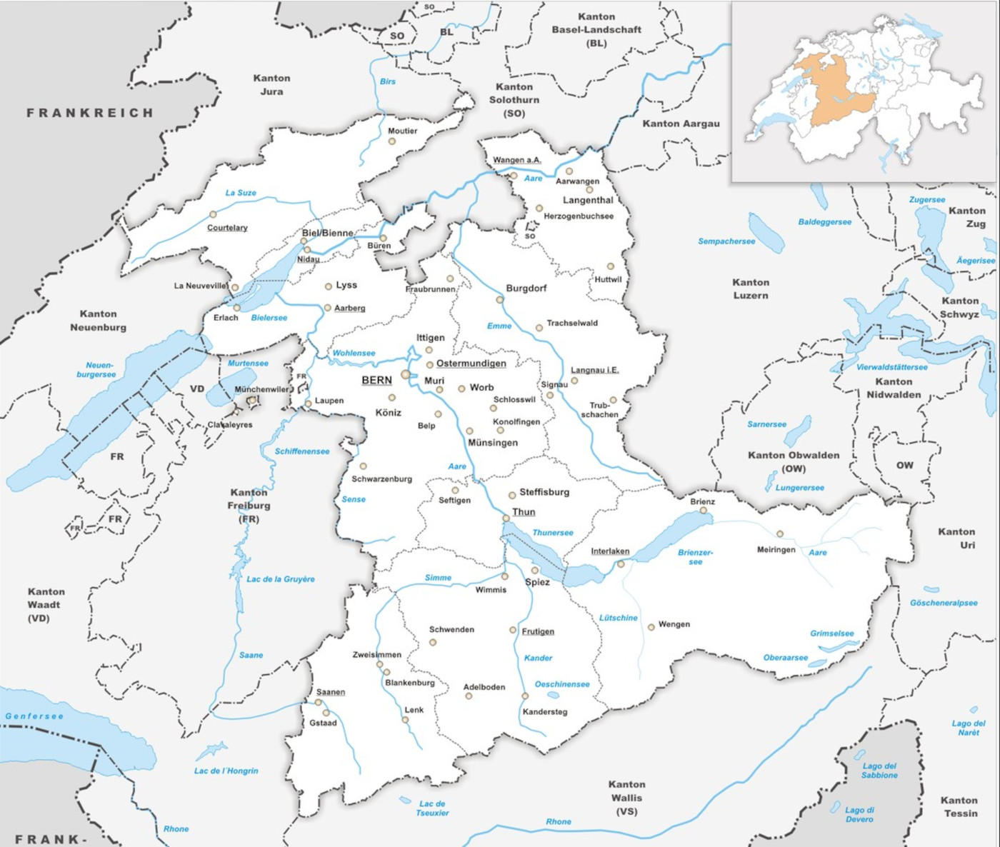 SO
SO
BL
Kanton
Basel-Landschaft
(BL)
Kanton
Jura
Birs
Kanton
Solothurn
(SO)
FRANKREICH
Kanton Aargau
Moutier
Wangen a.A.
Aare
Aarwangen
Langenthal
La Suze
Herzogenbuchsee
SO
Courtelary
Biel/Bienne
Büren
Nidau
Zugersee
Kanton
Zug
Baldeggersee
Sempachersee
Ägerisee
Huttwil
La Neuveville
Lyss
Fraubrunnen
Burgdorf
Kanton
Luzern
Erlach
Bielersee
Aarberg
Kanton
Schwyz
Kanton
Neuenburg
Emme
Trachselwald
Ittigen
Wohlensee
Neuen-
burgersee
Murtensee
Ostermundigen
Vierwaldstättersee
FR
BERN
Muri
Langnau i.E.
VD
Münchenwiler
Worb
Signau
Kanton
Nidwalden
Laupen
Schlosswil
Köniz
Trub-
schachen
Clavaleyres
Belp
Konolfingen
Sarnersee
Münsingen
FR
Schiffenensee
Kanton Obwalden
(OW)
OW
Aare
Schwarzenburg
Lungerersee
Kanton
Freiburg
(FR)
Sense
Seftigen
Steffisburg
Brienz
FR
FR
Thun
Thunersee
Kanton
Uri
Interlaken
Brienzer-
see
Meiringen
Aare
Lac de la Gruyère
Simme
Wimmis
Spiez
Kanton
Waadt
(VD)
Göscheneralpsee
Lütschine
Wengen
Schwenden
Frutigen
Grimselsee
Saane
Zweisimmen
Kander
Oberaarsee
Blankenburg
Adelboden
Oeschinensee
Saanen
Lenk
Kandersteg
Genfersee
Gstaad
Lago del
Narèt
Lac de l´Hongrin
Lago del
Sabbione
Kanton
Wallis
(VS)
Lac de
Tseuxier
Kanton
Tessin
Lago di
Devero
Rhone
Rhone
FRANK-